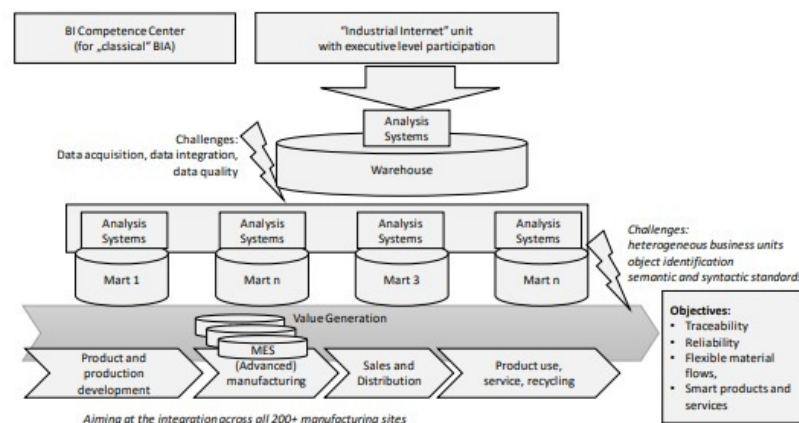 BI Competence Center
(for „classical“ BIA)
“Industrial Internet” unit
with executive level participation
Analysis
Systems
Challenges:
Data acquisition, data integration,
data quality
Warehouse
Analysis
Systems
Analysis
Systems
Analysis
Systems
Analysis
Systems
Challenges:
heterogeneous business units
object identification
semantic and syntactic standards
Mart 1
Mart n
Mart 3
Mart n
Value Generation
MES
Product and
production
development
(Advanced)
manufacturing
Sales and
Distribution
Product use,
service, recycling
Objectives:
• Traceability
• Reliability
• Flexible material
flows,
• Smart products and
services
Aiming at the integration across all 200+ manufacturing sites